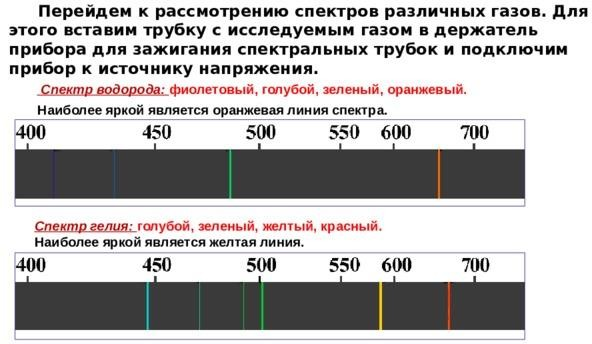 Перейдем к рассмотрению спектров различных газов. Для
этого вставим трубку с исследуемым газом в держатель
прибора для зажигания спектральных трубок и подключим
прибор к источнику напряжения.
Спектр водорода: фиолетовый, голубой, зеленый, оранжевый.
Наиболее яркой является оранжевая линия спектра.
400 450 500 550 600 700
Спектр гелия: голубой, зеленый, желтый, красный.
Наиболее яркой является желтая линия.
400 450 500 550 600 700